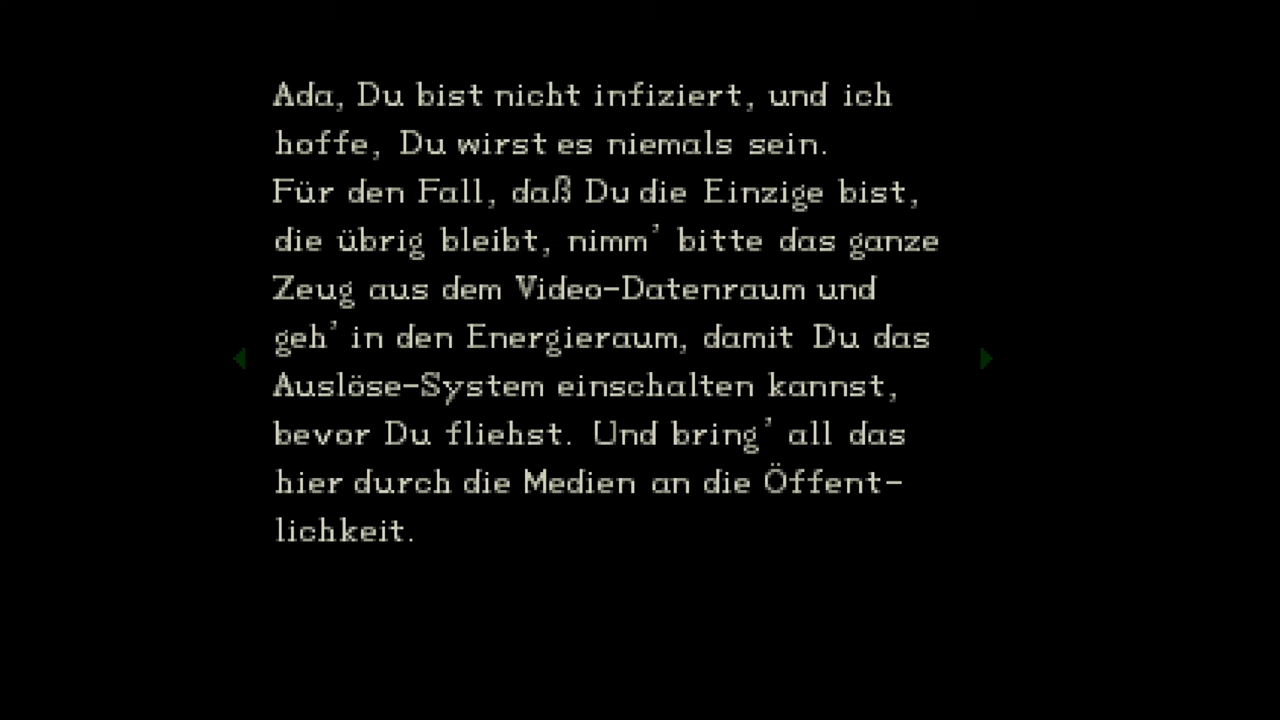 Ada, Du bist nicht infiziert, und ich
hoffe, Du wirst es niemals sein.
Für den Fall, daß Du die Einzige bist,
die übrig bleibt, nimm' bitte das ganze
Zeug aus dem Video-Datenraum und
geh' in den Energieraum, damit Du das
Auslöse-System einschalten kannst,
bevor Du fliehst. Und bring' all das
hier durch die Medien an die Öffent-
lichkeit.